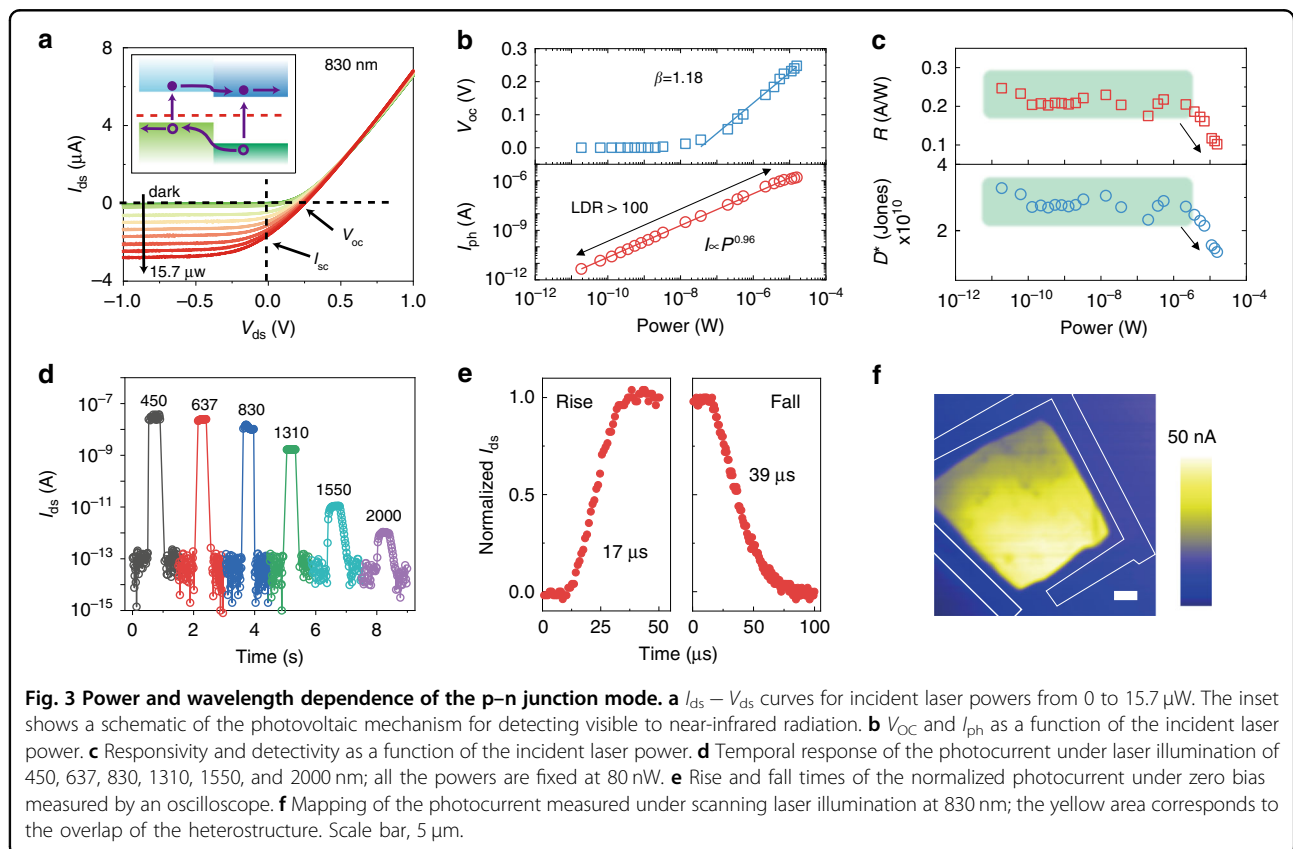 a
830 nm
I_ds (μA)
8
4
0
−4
dark
15.7 μw
V_oc
I_sc
−1.0
−0.5
0.0
0.5
1.0
V_ds (V)
b
V_oc (V)
0.3
0.2
0.1
0.0
β=1.18
I_ph (A)
10^−6
10^−8
10^−10
10^−12
LDR > 100
I∝P^0.96
10^−12
10^−10
10^−8
10^−6
10^−4
Power (W)
c
R (A/W)
0.3
0.2
0.1
D* (Jones)
x10^10
4
2
10^−12
10^−10
10^−8
10^−6
10^−4
Power (W)
d
I_ds (A)
10^−7
10^−9
10^−11
10^−13
10^−15
450
637
830
1310
1550
2000
0
2
4
6
8
Time (s)
e
Normalized I_ds
1.0
0.5
0.0
Rise
17 μs
Fall
39 μs
0
25
50
0
50
100
Time (μs)
f
50 nA
Fig. 3 Power and wavelength dependence of the p–n junction mode. a I_ds − V_ds curves for incident laser powers from 0 to 15.7 μW. The inset
shows a schematic of the photovoltaic mechanism for detecting visible to near-infrared radiation. b V_OC and I_ph as a function of the incident laser
power. c Responsivity and detectivity as a function of the incident laser power. d Temporal response of the photocurrent under laser illumination of
450, 637, 830, 1310, 1550, and 2000 nm; all the powers are fixed at 80 nW. e Rise and fall times of the normalized photocurrent under zero bias
measured by an oscilloscope. f Mapping of the photocurrent measured under scanning laser illumination at 830 nm; the yellow area corresponds to
the overlap of the heterostructure. Scale bar, 5 μm.